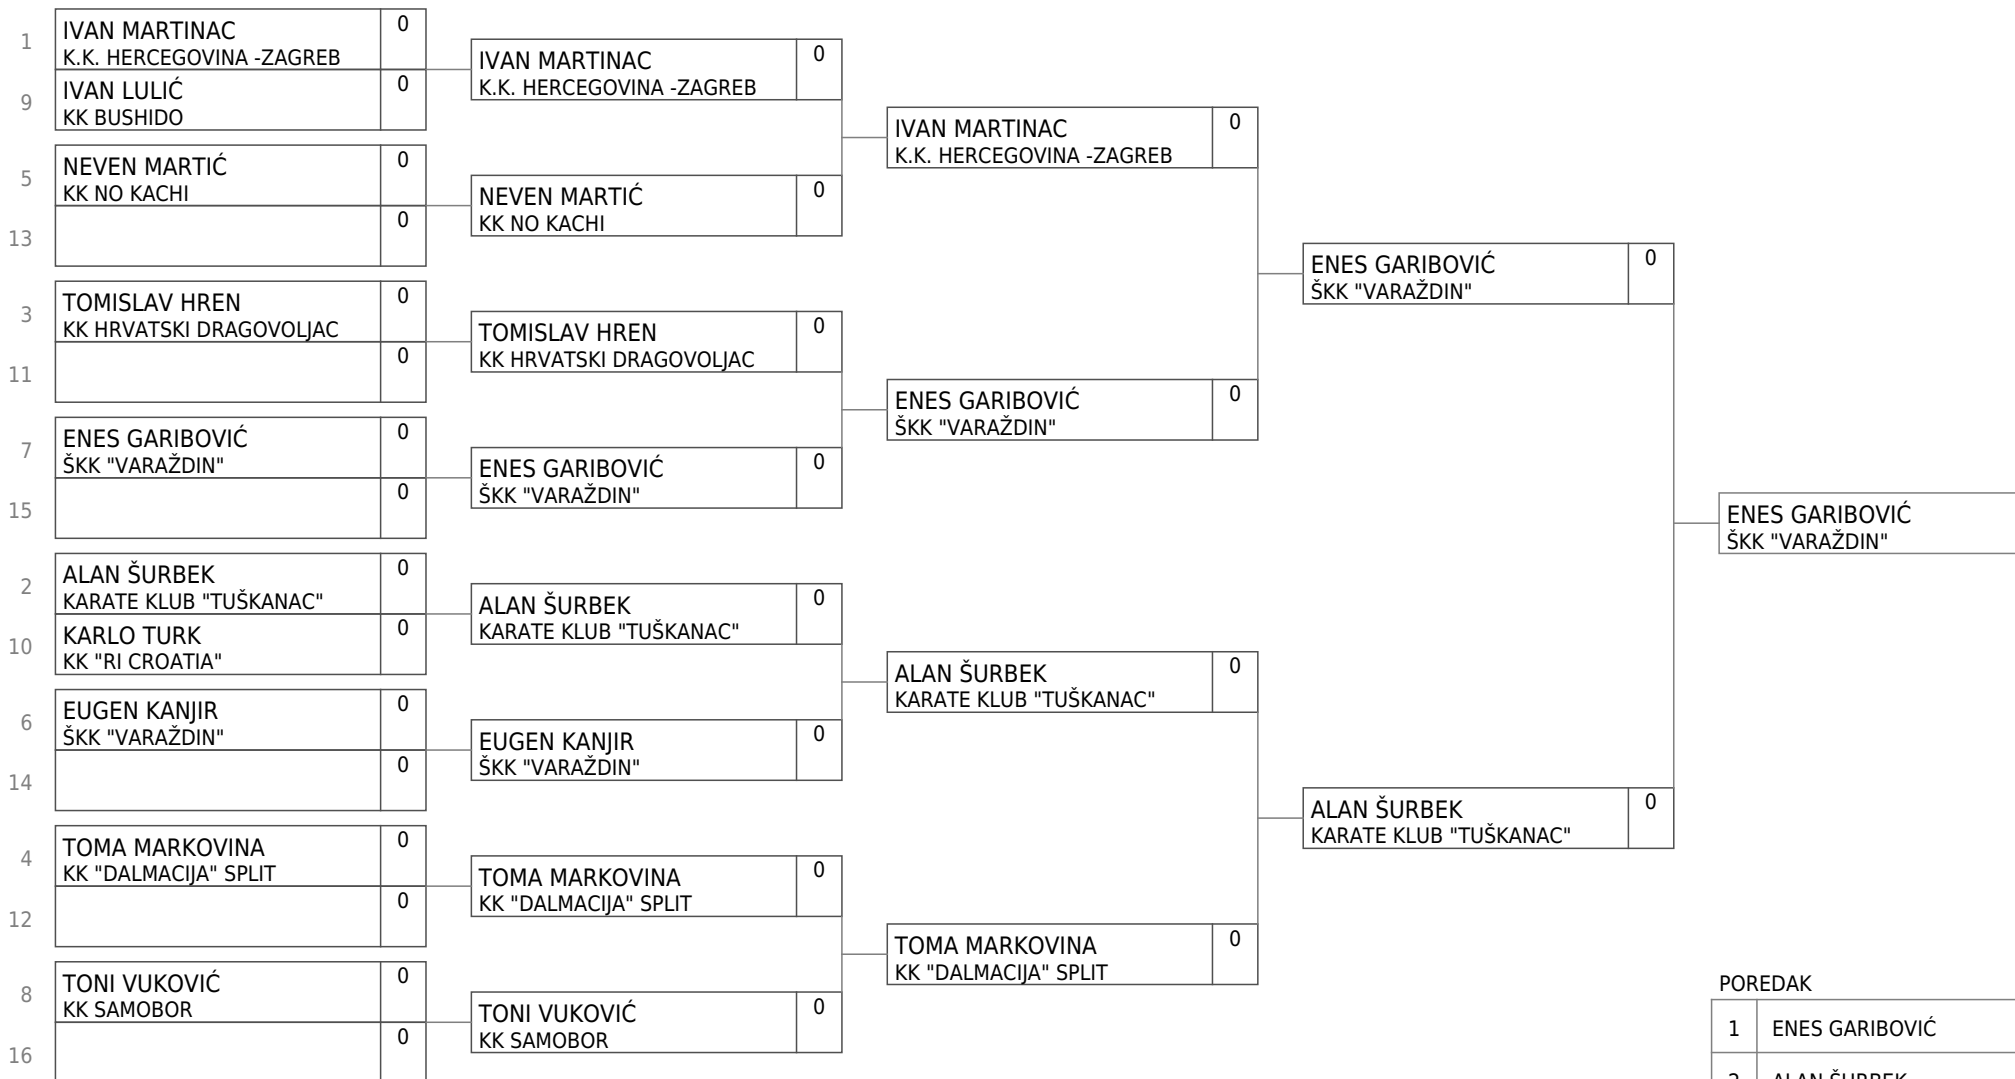 1
IVAN MARTINAC 0
K.K. HERCEGOVINA -ZAGREB
9
IVAN LULIĆ 0
KK BUSHIDO
5
NEVEN MARTIĆ 0
KK NO KACHI
13
0
3
TOMISLAV HREN 0
KK HRVATSKI DRAGOVOLJAC
11
0
7
ENES GARIBOVIĆ 0
ŠKK "VARAŽDIN"
15
0
2
ALAN ŠURBEK 0
KARATE KLUB "TUŠKANAC"
10
KARLO TURK 0
KK "RI CROATIA"
6
EUGEN KANJIR 0
ŠKK "VARAŽDIN"
14
0
4
TOMA MARKOVINA 0
KK "DALMACIJA" SPLIT
12
0
8
TONI VUKOVIĆ 0
KK SAMOBOR
16
0
IVAN MARTINAC 0
K.K. HERCEGOVINA -ZAGREB
NEVEN MARTIĆ 0
KK NO KACHI
TOMISLAV HREN 0
KK HRVATSKI DRAGOVOLJAC
ENES GARIBOVIĆ 0
ŠKK "VARAŽDIN"
ALAN ŠURBEK 0
KARATE KLUB "TUŠKANAC"
EUGEN KANJIR 0
ŠKK "VARAŽDIN"
TOMA MARKOVINA 0
KK "DALMACIJA" SPLIT
TONI VUKOVIĆ 0
KK SAMOBOR
IVAN MARTINAC 0
K.K. HERCEGOVINA -ZAGREB
ENES GARIBOVIĆ 0
ŠKK "VARAŽDIN"
ALAN ŠURBEK 0
KARATE KLUB "TUŠKANAC"
TOMA MARKOVINA 0
KK "DALMACIJA" SPLIT
ENES GARIBOVIĆ 0
ŠKK "VARAŽDIN"
ALAN ŠURBEK 0
KARATE KLUB "TUŠKANAC"
ENES GARIBOVIĆ
ŠKK "VARAŽDIN"
POREDAK
1 ENES GARIBOVIĆ
2 ALAN ŠURBEK